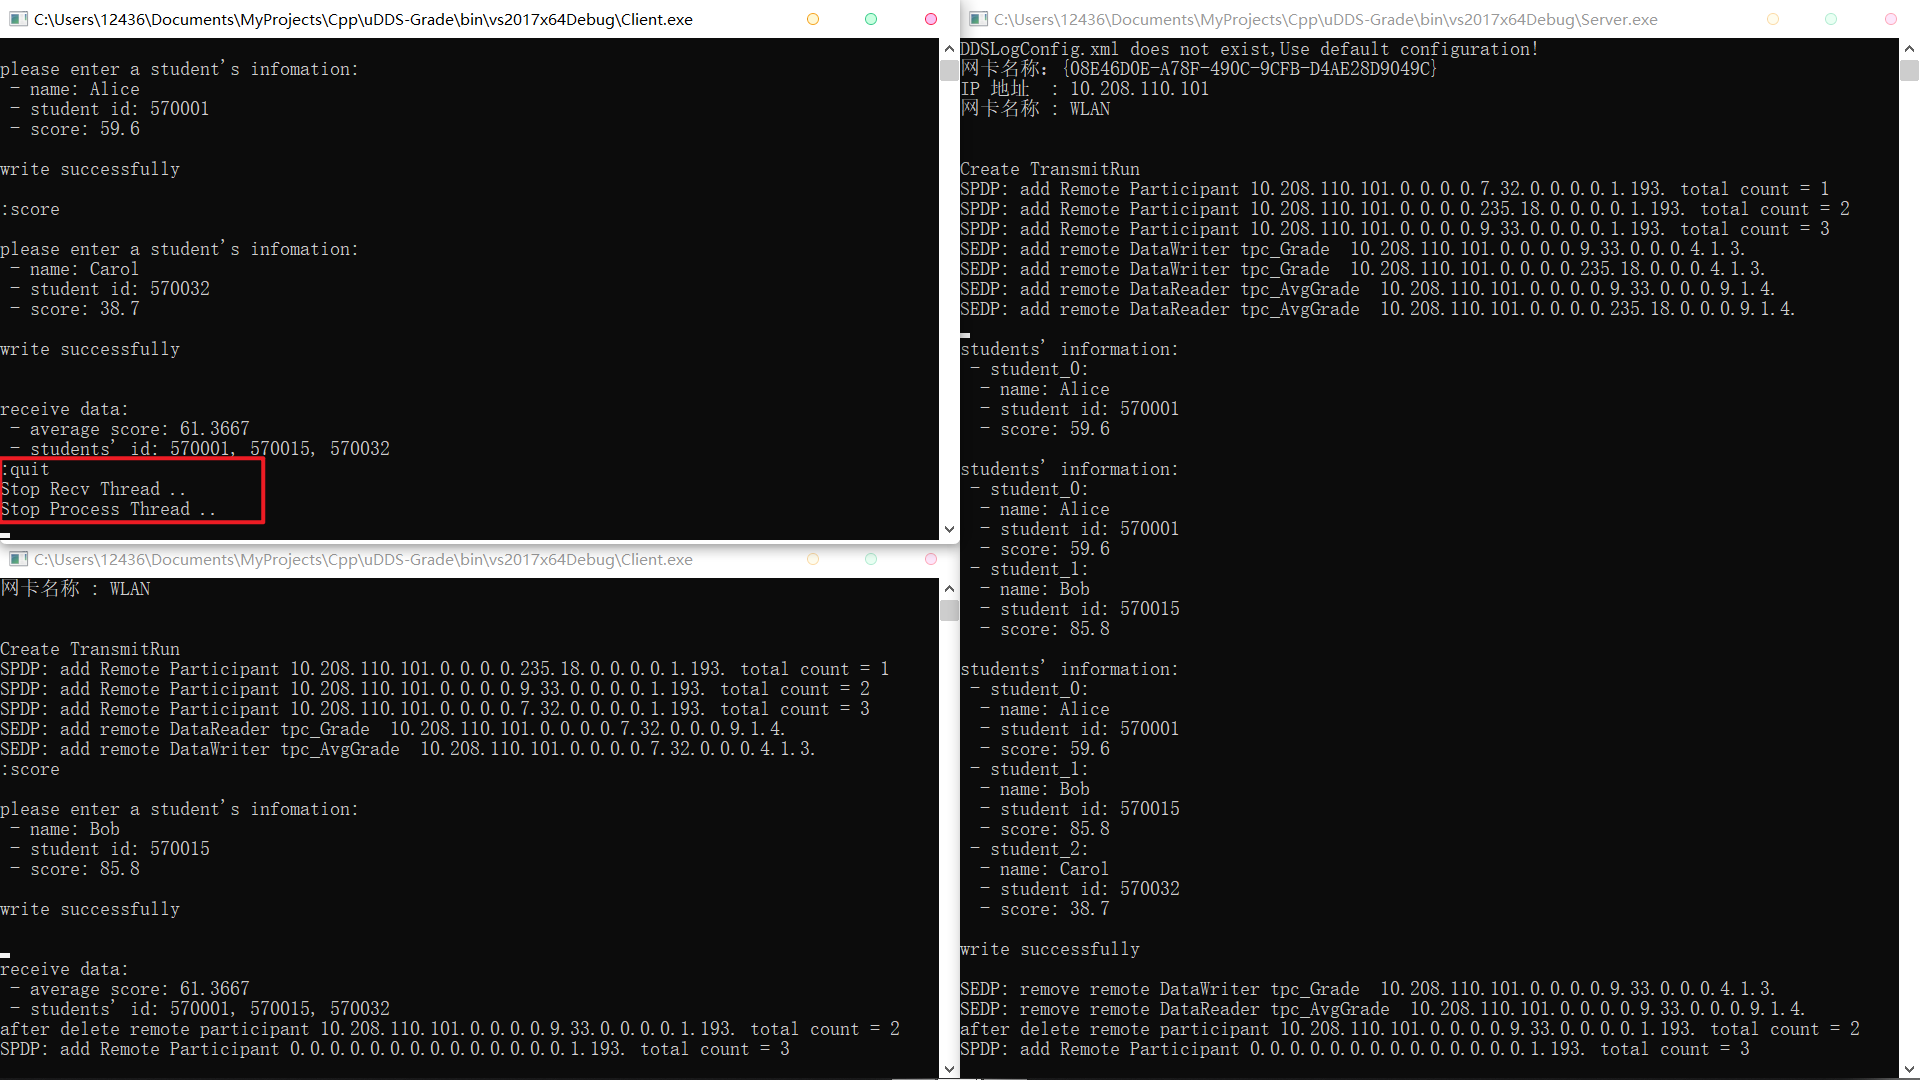 C:\Users\12436\Documents\MyProjects\Cpp\uDDS-Grade\bin\vs2017x64Debug\Client.exe
please enter a student's infomation:
- name: Alice
- student id: 570001
- score: 59.6
write successfully
:score
please enter a student's infomation:
- name: Carol
- student id: 570032
- score: 38.7
write successfully
receive data:
- average score: 61.3667
- students' id: 570001, 570015, 570032
:quit
Stop Recv Thread ..
Stop Process Thread ..
C:\Users\12436\Documents\MyProjects\Cpp\uDDS-Grade\bin\vs2017x64Debug\Client.exe
网卡名称 : WLAN
Create TransmitRun
SPDP: add Remote Participant 10.208.110.101.0.0.0.0.235.18.0.0.0.0.1.193. total count = 1
SPDP: add Remote Participant 10.208.110.101.0.0.0.0.9.33.0.0.0.0.1.193. total count = 2
SPDP: add Remote Participant 10.208.110.101.0.0.0.0.7.32.0.0.0.0.1.193. total count = 3
SEDP: add remote DataReader tpc_Grade  10.208.110.101.0.0.0.0.7.32.0.0.0.9.1.4.
SEDP: add remote DataWriter tpc_AvgGrade  10.208.110.101.0.0.0.0.7.32.0.0.0.4.1.3.
:score
please enter a student's infomation:
- name: Bob
- student id: 570015
- score: 85.8
write successfully
receive data:
- average score: 61.3667
- students' id: 570001, 570015, 570032
after delete remote participant 10.208.110.101.0.0.0.0.9.33.0.0.0.0.1.193. total count = 2
SPDP: add Remote Participant 0.0.0.0.0.0.0.0.0.0.0.0.0.0.1.193. total count = 3
C:\Users\12436\Documents\MyProjects\Cpp\uDDS-Grade\bin\vs2017x64Debug\Server.exe
DDSLogConfig.xml does not exist,Use default configuration!
网卡名称: {08E46D0E-A78F-490C-9CFB-D4AE28D9049C}
IP 地址  : 10.208.110.101
网卡名称 : WLAN
Create TransmitRun
SPDP: add Remote Participant 10.208.110.101.0.0.0.0.7.32.0.0.0.0.1.193. total count = 1
SPDP: add Remote Participant 10.208.110.101.0.0.0.0.235.18.0.0.0.0.1.193. total count = 2
SPDP: add Remote Participant 10.208.110.101.0.0.0.0.9.33.0.0.0.0.1.193. total count = 3
SEDP: add remote DataWriter tpc_Grade  10.208.110.101.0.0.0.0.9.33.0.0.0.4.1.3.
SEDP: add remote DataWriter tpc_Grade  10.208.110.101.0.0.0.0.235.18.0.0.0.4.1.3.
SEDP: add remote DataReader tpc_AvgGrade  10.208.110.101.0.0.0.0.9.33.0.0.0.9.1.4.
SEDP: add remote DataReader tpc_AvgGrade  10.208.110.101.0.0.0.0.235.18.0.0.0.9.1.4.
students' information:
- student_0:
- name: Alice
- student id: 570001
- score: 59.6
students' information:
- student_0:
- name: Alice
- student id: 570001
- score: 59.6
- student_1:
- name: Bob
- student id: 570015
- score: 85.8
students' information:
- student_0:
- name: Alice
- student id: 570001
- score: 59.6
- student_1:
- name: Bob
- student id: 570015
- score: 85.8
- student_2:
- name: Carol
- student id: 570032
- score: 38.7
write successfully
SEDP: remove remote DataWriter tpc_Grade  10.208.110.101.0.0.0.0.9.33.0.0.0.4.1.3.
SEDP: remove remote DataReader tpc_AvgGrade  10.208.110.101.0.0.0.0.9.33.0.0.0.9.1.4.
after delete remote participant 10.208.110.101.0.0.0.0.9.33.0.0.0.0.1.193. total count = 2
SPDP: add Remote Participant 0.0.0.0.0.0.0.0.0.0.0.0.0.0.1.193. total count = 3